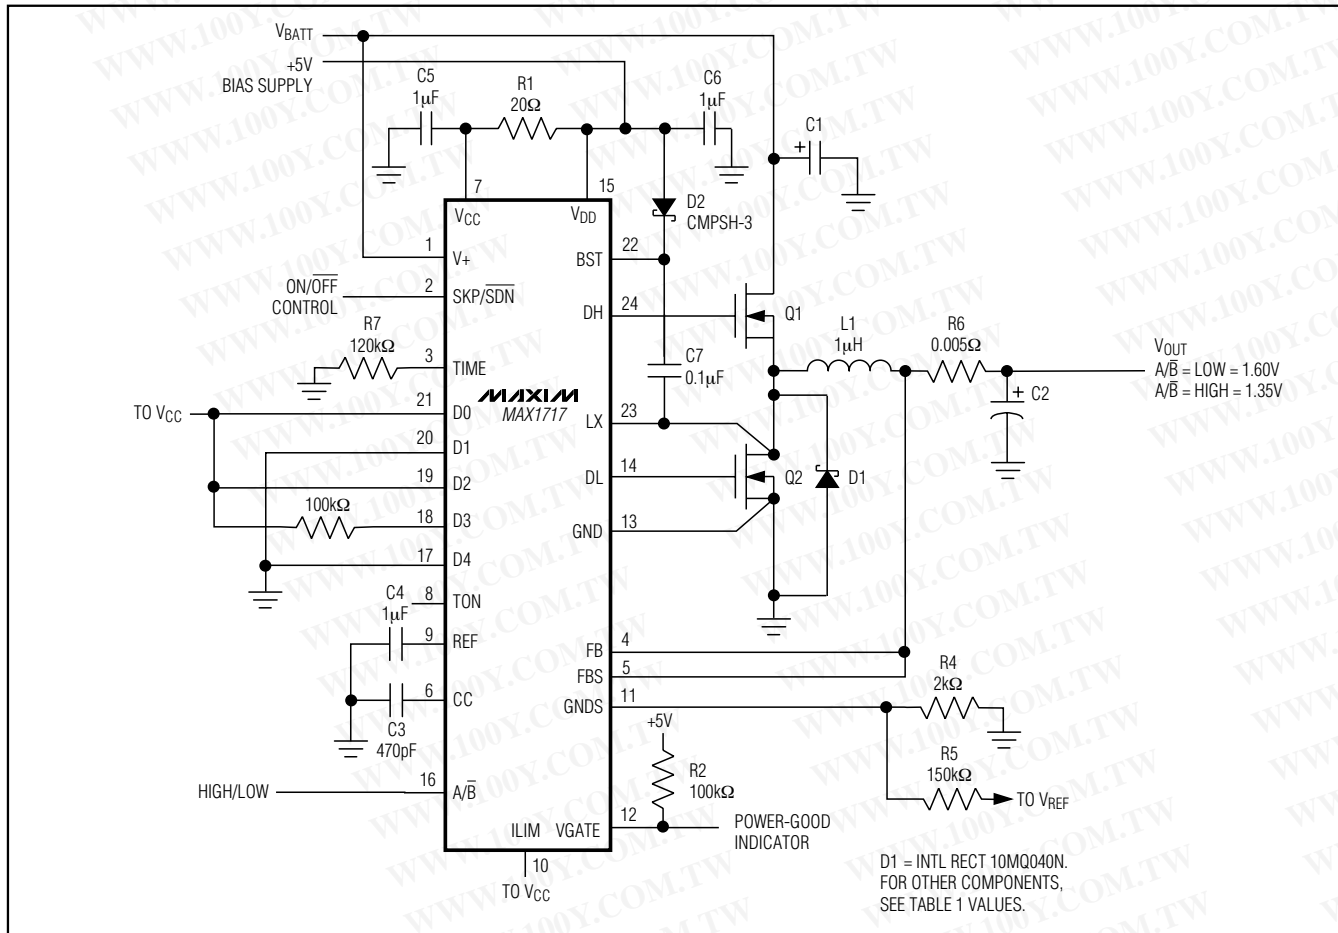 VBATT
+5V
BIAS SUPPLY
C5
1µF
R1
20Ω
C6
1µF
C1
+
7
15
VCC
VDD
D2
CMPSH-3
1
V+
22
BST
ON/OFF
CONTROL
2
SKP/SDN
24
DH
Q1
R7
120kΩ
3
TIME
C7
0.1µF
L1
1µH
R6
0.005Ω
VOUT
A/B = LOW = 1.60V
A/B = HIGH = 1.35V
+
C2
MAXIM
MAX1717
TO VCC
21
D0
23
LX
20
D1
14
DL
Q2
D1
19
D2
100kΩ
18
D3
13
GND
17
D4
C4
1µF
8
TON
9
REF
4
FB
5
FBS
6
CC
C3
470pF
11
GNDS
R4
2kΩ
+5V
R2
100kΩ
R5
150kΩ
TO VREF
HIGH/LOW
16
A/B
ILIM
VGATE
12
POWER-GOOD
INDICATOR
10
TO VCC
D1 = INTL RECT 10MQ040N.
FOR OTHER COMPONENTS,
SEE TABLE 1 VALUES.
WWW.100Y.COM.TW